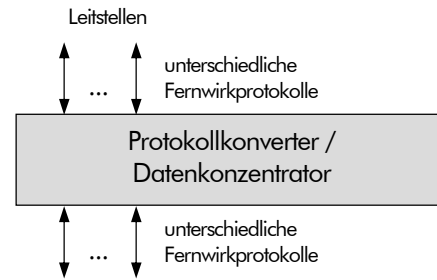 Leitstellen
...
unterschiedliche
Fernwirkprotokolle
Protokollkonverter /
Datenkonzentrator
...
unterschiedliche
Fernwirkprotokolle